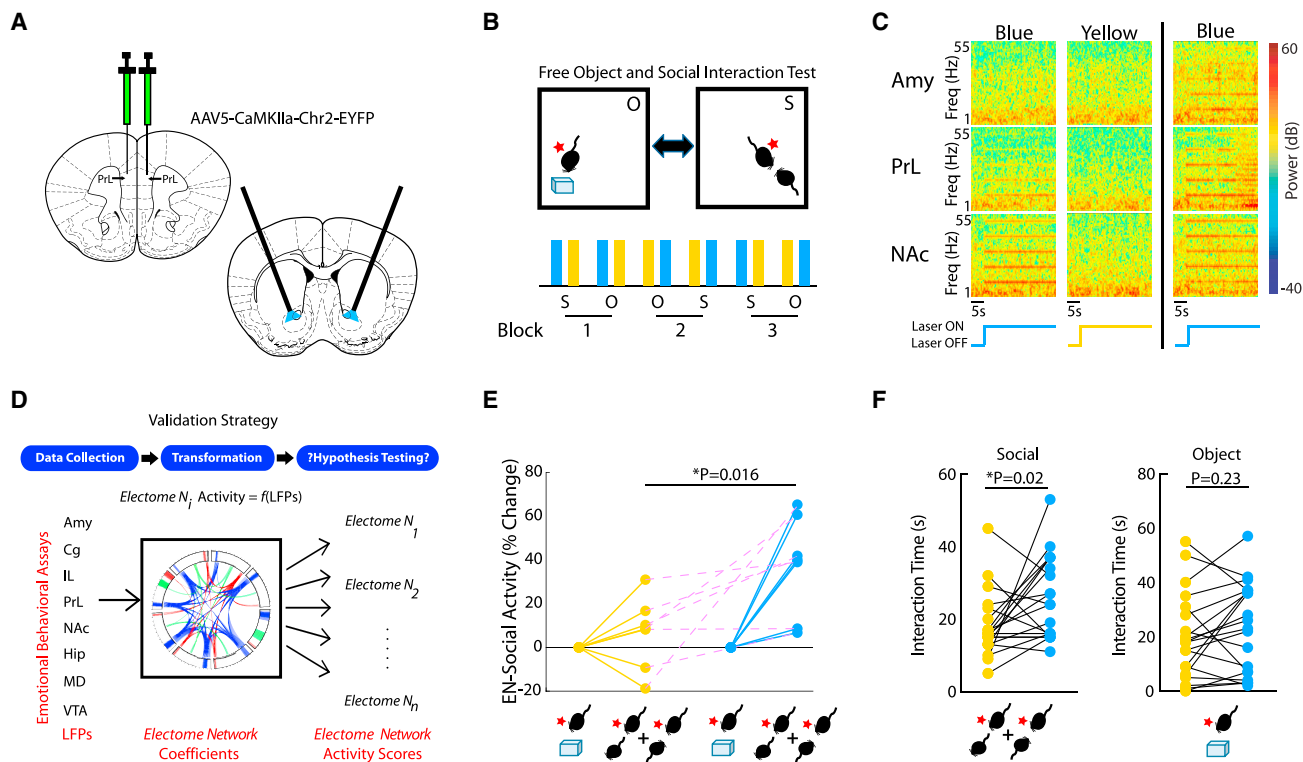 A
AAV5-CaMKIIa-Chr2-EYFP
PrL
PrL
B
Free Object and Social Interaction Test
O
S
S O O S S O
Block 1 2 3
C
Blue Yellow Blue
Amy
PrL
NAc
Freq (Hz)
55
1
Freq (Hz)
55
1
Freq (Hz)
55
1
5s 5s 5s
Laser ON
Laser OFF
60
Power (dB)
-40
D
Validation Strategy
Data Collection Transformation ?Hypothesis Testing?
Electome Ni Activity = f(LFPs)
Emotional Behavioral Assays
Amy
Cg
IL
PrL
NAc
Hip
MD
VTA
LFPs
Electome Network
Coefficients
Electome N1
Electome N2
Electome Nn
Electome Network
Activity Scores
E
*P=0.016
EN-Social Activity (% Change)
80
60
40
20
0
-20
+ +
F
Social
*P=0.02
Interaction Time (s)
60
40
20
0
+
Object
P=0.23
Interaction Time (s)
80
60
40
20
0